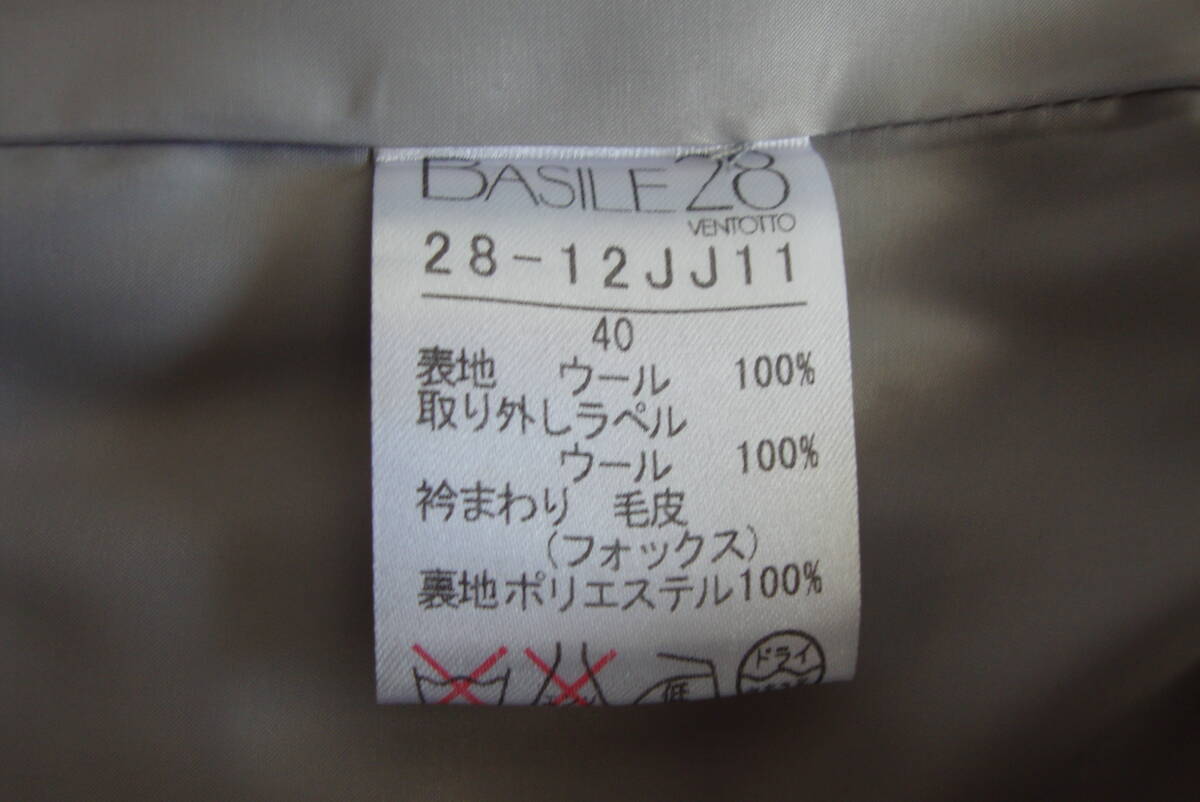 BASILE28
VENTOTTO
28-12JJ11
40
表地 ウール 100%
取り外しラペル
ウール 100%
衿まわり 毛皮
(フォックス)
裏地ポリエステル100%
低 ドライ